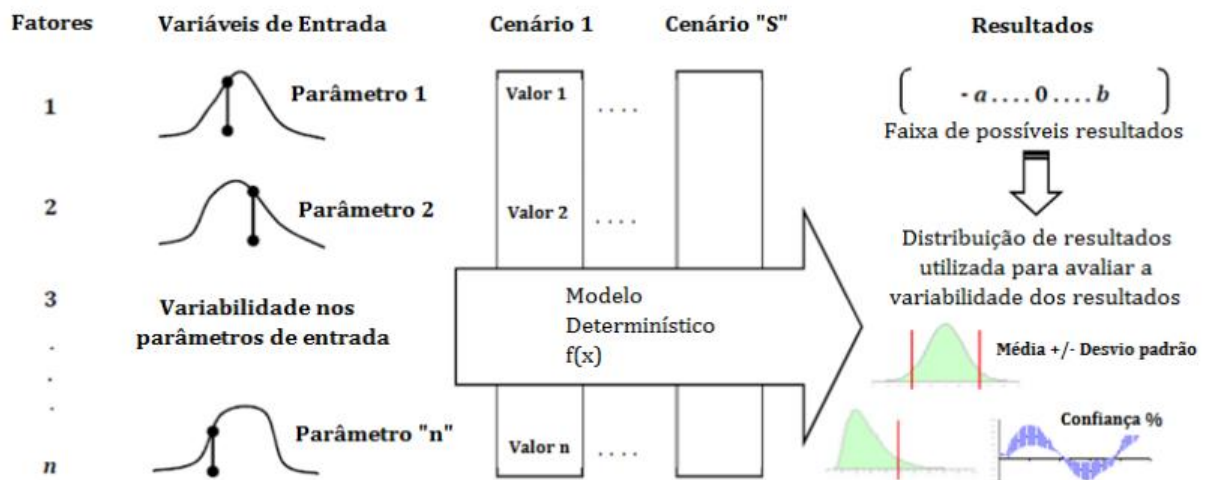 Fatores Variáveis de Entrada Cenário 1 Cenário "S" Resultados
1 Parâmetro 1 Valor 1 . . . . - a . . . . 0 . . . . b
Faixa de possíveis resultados
2 Parâmetro 2 Valor 2 . . . .
Distribuição de resultados
utilizada para avaliar a
variabilidade dos resultados
3 Variabilidade nos
parâmetros de entrada
Modelo
Determinístico
f(x)
Média +/- Desvio padrão
.
.
.
Confiança %
n Parâmetro "n" Valor n . . . .